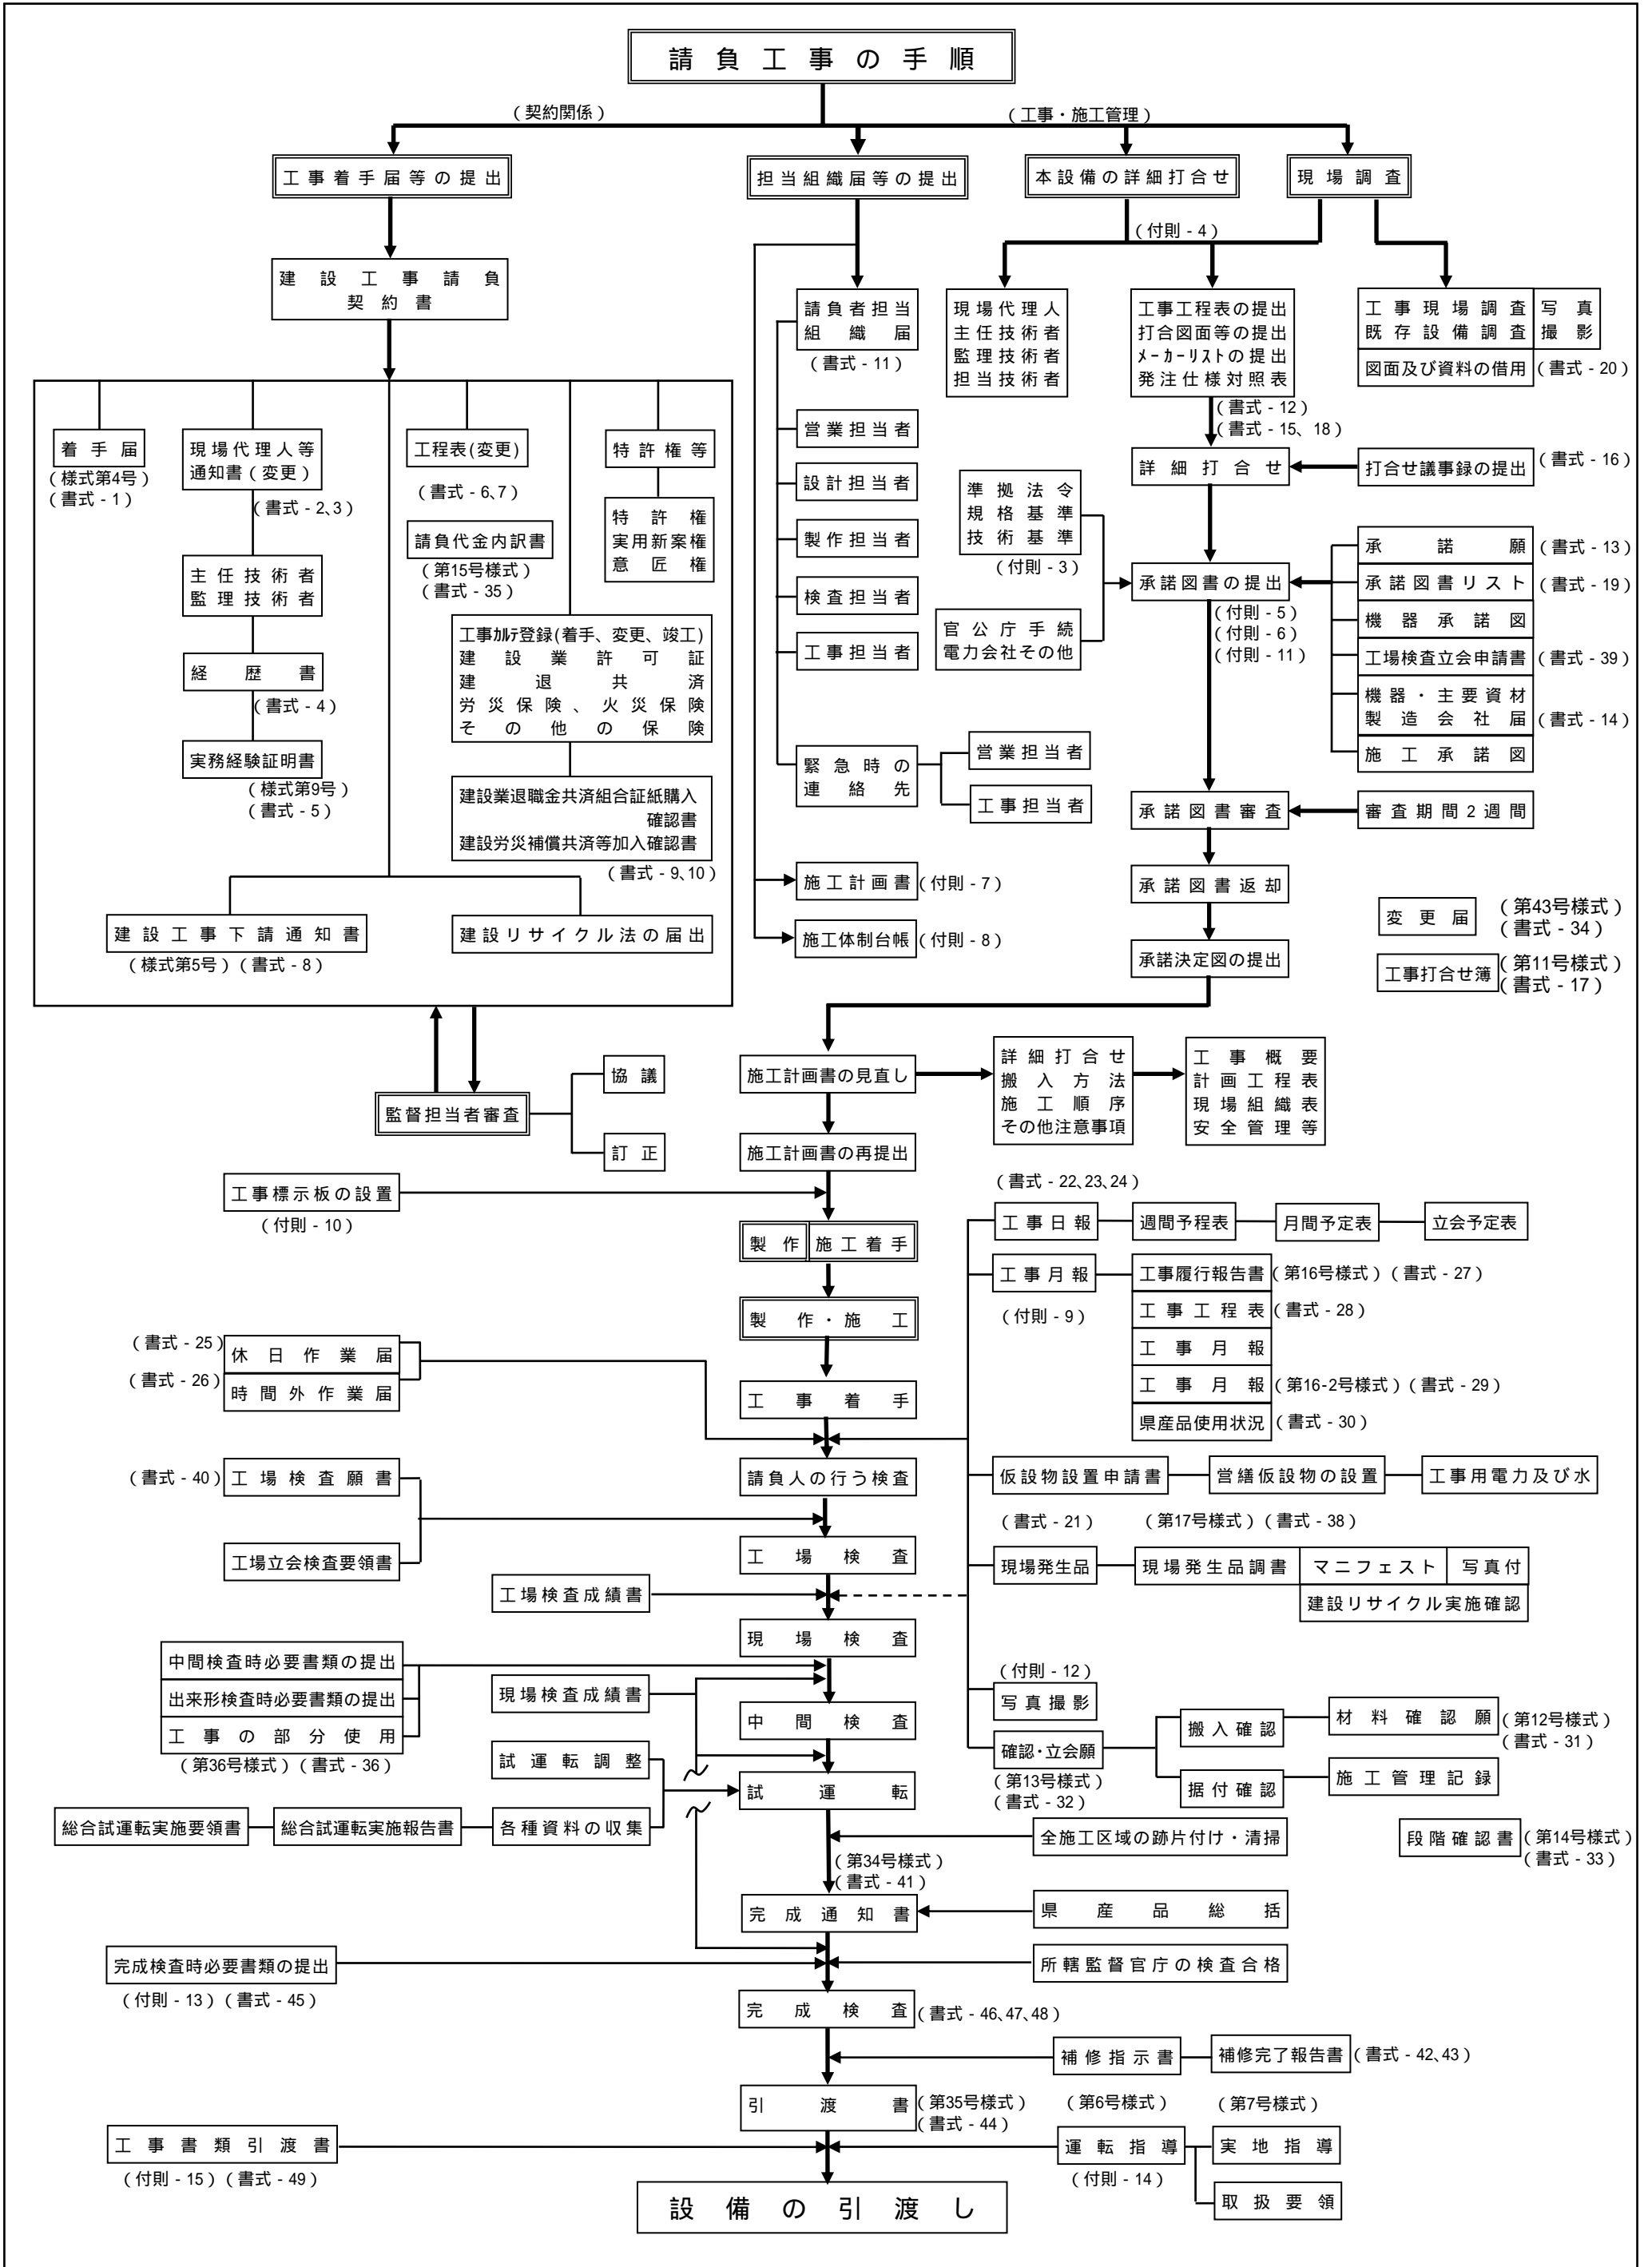 請負工事の手順
（契約関係）
（工事・施工管理）
工事着手届等の提出
担当組織届等の提出
本設備の詳細打合せ
現場調査
（付則 - 4）
建設工事請負
契約書
請負者担当
組織届
（書式 - 11）
現場代理人
主任技術者
監理技術者
担当技術者
工事工程表の提出
打合図面等の提出
ﾒｰｶｰﾘｽﾄの提出
発注仕様対照表
（書式 - 12）
（書式 - 15、18）
工事現場調査
既存設備調査
写真
撮影
図面及び資料の借用
（書式 - 20）
着手届
（様式第4号）
（書式 - 1）
現場代理人等
通知書（変更）
（書式 - 2、3）
主任技術者
監理技術者
経歴書
（書式 - 4）
実務経験証明書
（様式第9号）
（書式 - 5）
工程表(変更)
（書式 - 6、7）
請負代金内訳書
（第15号様式）
（書式 - 35）
特許権等
特許権
実用新案権
意匠権
工事ｶﾙﾃ登録(着手、変更、竣工)
建設業許可証
建退共済
労災保険、火災保険
その他の保険
建設業退職金共済組合証紙購入
確認書
建設労災補償共済等加入確認書
（書式 - 9、10）
建設工事下請通知書
（様式第5号）（書式 - 8）
建設リサイクル法の届出
営業担当者
設計担当者
製作担当者
検査担当者
工事担当者
緊急時の
連絡先
営業担当者
工事担当者
施工計画書
（付則 - 7）
施工体制台帳
（付則 - 8）
詳細打合せ
打合せ議事録の提出
（書式 - 16）
準拠法令
規格基準
技術基準
（付則 - 3）
官公庁手続
電力会社その他
承諾図書の提出
（付則 - 5）
（付則 - 6）
（付則 - 11）
承諾願
（書式 - 13）
承諾図書リスト
（書式 - 19）
機器承諾図
工場検査立会申請書
（書式 - 39）
機器・主要資材
製造会社届
（書式 - 14）
施工承諾図
承諾図書審査
審査期間2週間
承諾図書返却
承諾決定図の提出
変更届
（第43号様式）
（書式 - 34）
工事打合せ簿
（第11号様式）
（書式 - 17）
監督担当者審査
協議
訂正
施工計画書の見直し
詳細打合せ
搬入方法
施工順序
その他注意事項
工事概要
計画工程表
現場組織表
安全管理等
施工計画書の再提出
工事標示板の設置
（付則 - 10）
製作
施工着手
製作・施工
（書式 - 22、23、24）
工事日報
週間予程表
月間予定表
立会予定表
工事月報
（付則 - 9）
工事履行報告書
（第16号様式）（書式 - 27）
工事工程表
（書式 - 28）
工事月報
工事月報
（第16-2号様式）（書式 - 29）
県産品使用状況
（書式 - 30）
（書式 - 25）
休日作業届
（書式 - 26）
時間外作業届
工事着手
請負人の行う検査
（書式 - 40）
工場検査願書
工場立会検査要領書
工場検査
工場検査成績書
現場検査
仮設物設置申請書
営繕仮設物の設置
工事用電力及び水
（書式 - 21）
（第17号様式）（書式 - 38）
現場発生品
現場発生品調書
マニフェスト
写真付
建設リサイクル実施確認
中間検査時必要書類の提出
出来形検査時必要書類の提出
工事の部分使用
（第36号様式）（書式 - 36）
現場検査成績書
中間検査
（付則 - 12）
写真撮影
確認・立会願
（第13号様式）
（書式 - 32）
搬入確認
材料確認願
（第12号様式）
（書式 - 31）
据付確認
施工管理記録
試運転調整
試運転
総合試運転実施要領書
総合試運転実施報告書
各種資料の収集
全施工区域の跡片付け・清掃
段階確認書
（第14号様式）
（書式 - 33）
（第34号様式）
（書式 - 41）
完成通知書
県産品総括
完成検査時必要書類の提出
（付則 - 13）（書式 - 45）
所轄監督官庁の検査合格
完成検査
（書式 - 46、47、48）
補修指示書
補修完了報告書
（書式 - 42、43）
（第6号様式）
（第7号様式）
引渡書
（第35号様式）
（書式 - 44）
工事書類引渡書
（付則 - 15）（書式 - 49）
運転指導
（付則 - 14）
実地指導
取扱要領
設備の引渡し